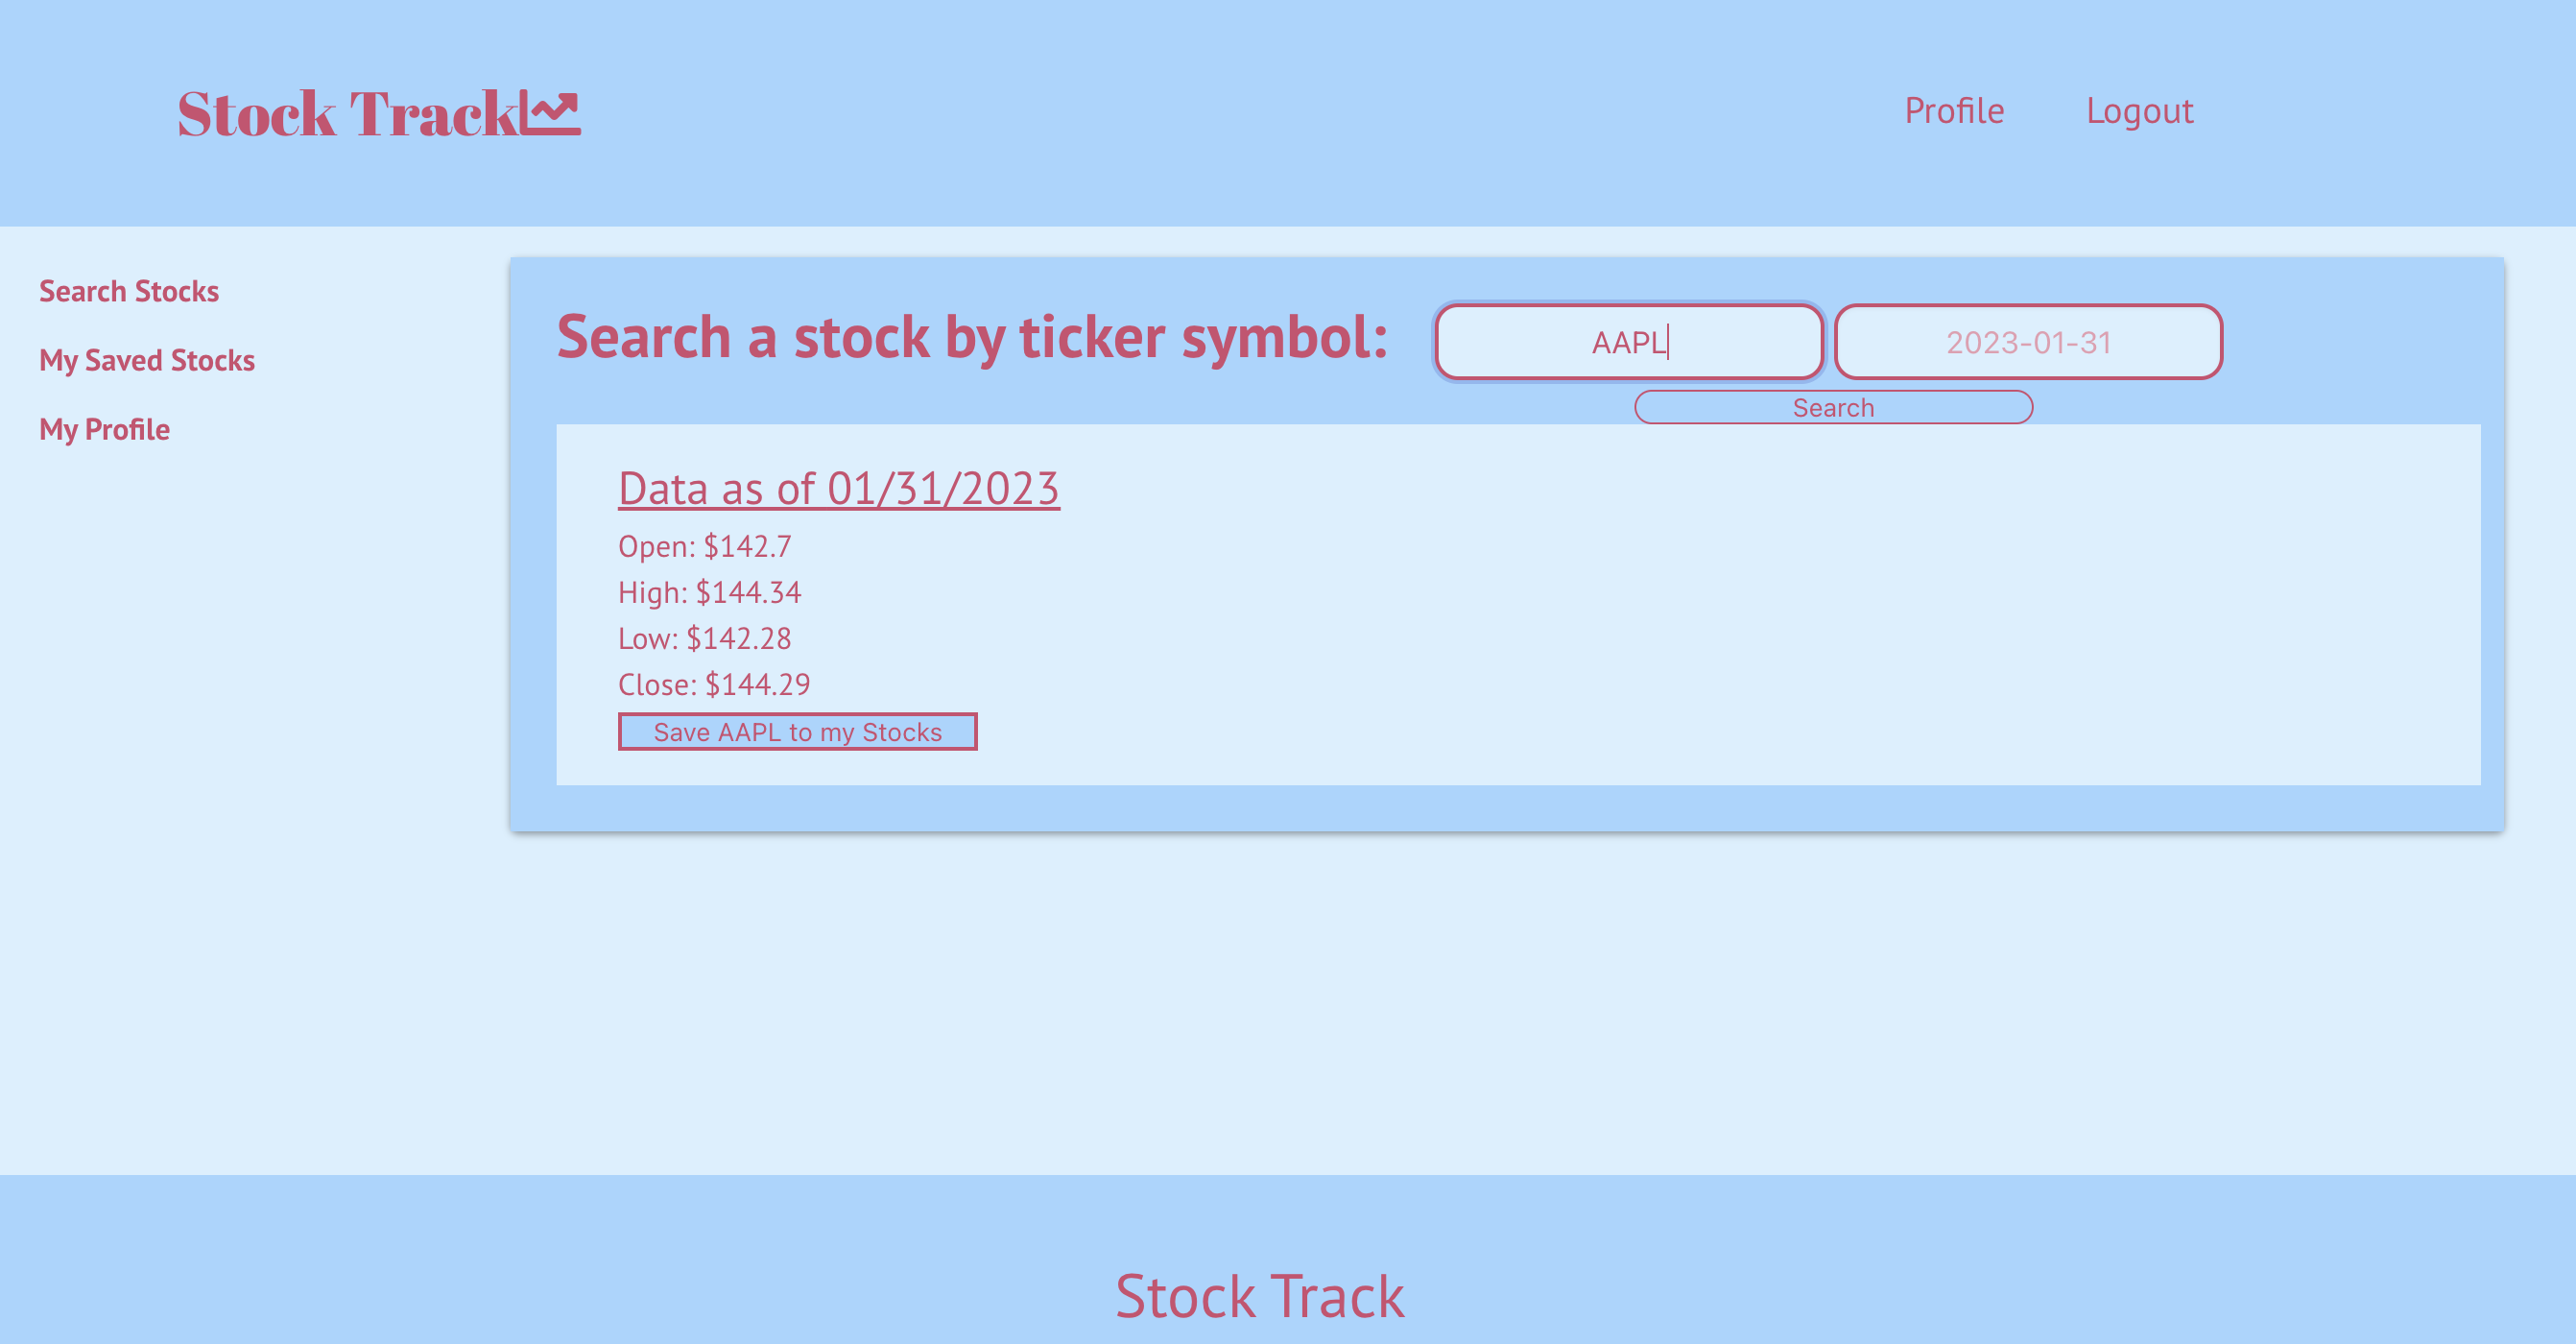 Stock Track
Profile Logout
Search Stocks
My Saved Stocks
My Profile
Search a stock by ticker symbol: AAPL 2023-01-31
Search
Data as of 01/31/2023
Open: $142.7
High: $144.34
Low: $142.28
Close: $144.29
Save AAPL to my Stocks
Stock Track